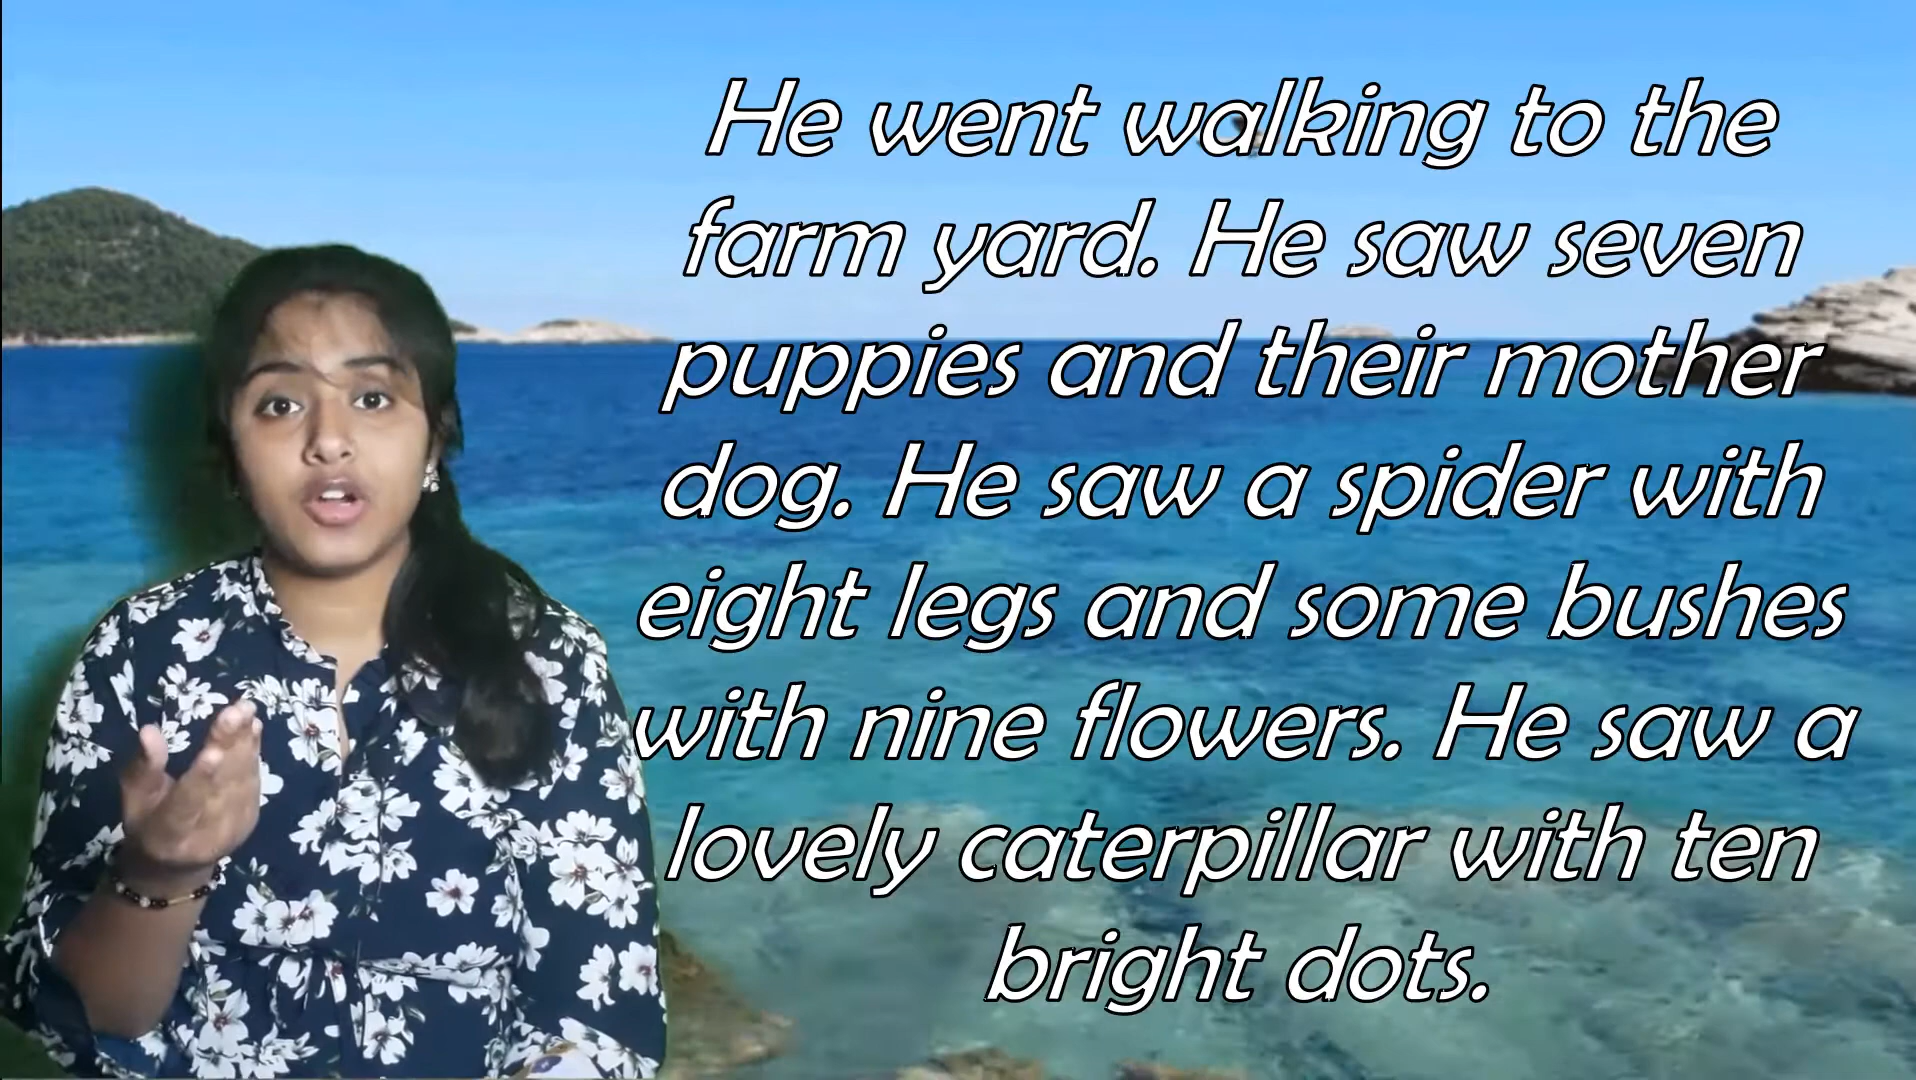 He went walking to the
farm yard. He saw seven
puppies and their mother
dog. He saw a spider with
eight legs and some bushes
with nine flowers. He saw a
lovely caterpillar with ten
bright dots.